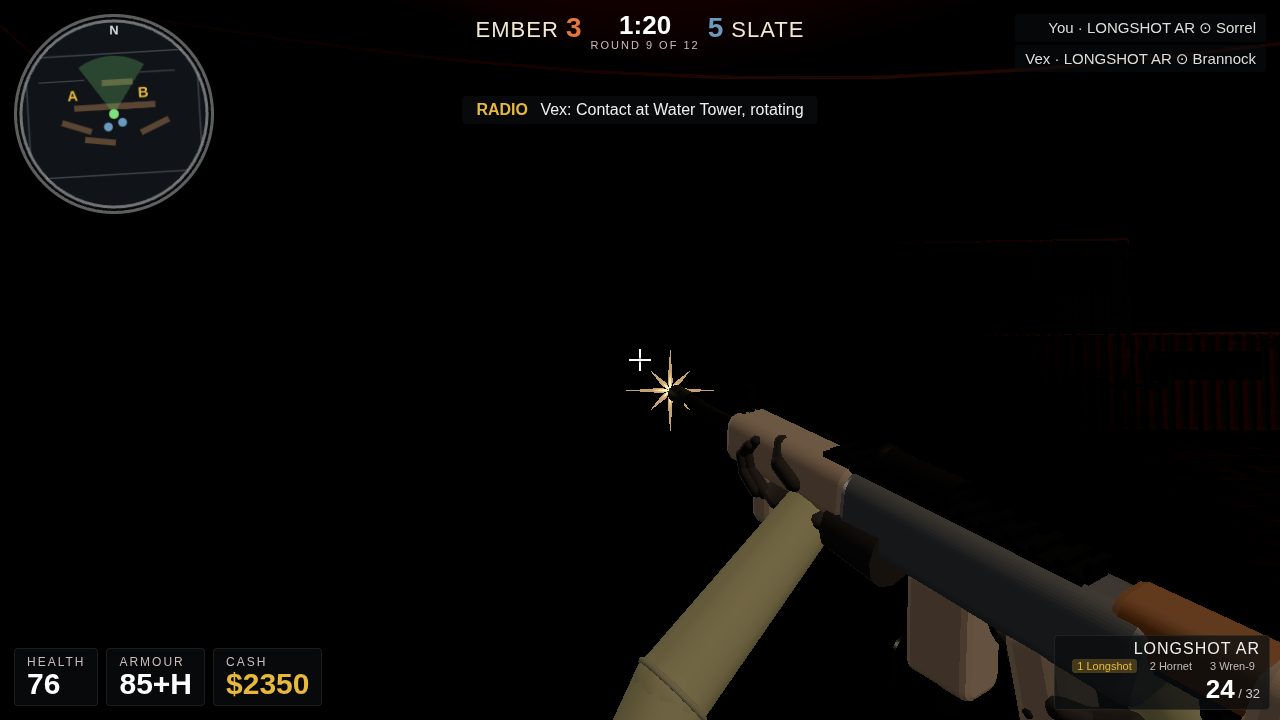 N
A
B
EMBER 3 1:20 5 SLATE
ROUND 9 OF 12
You · LONGSHOT AR ⊙ Sorrel
Vex · LONGSHOT AR ⊙ Brannock
RADIO Vex: Contact at Water Tower, rotating
HEALTH
76
ARMOUR
85+H
CASH
$2350
LONGSHOT AR
1 Longshot 2 Hornet 3 Wren-9
24 / 32